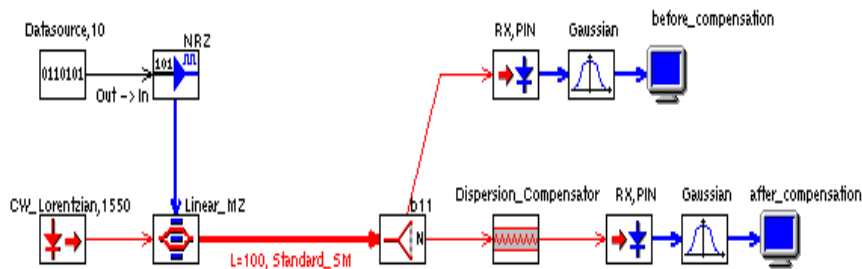 Datasource,10
NRZ
0110101
101
Out -> In
RX,PIN
Gaussian
before_compensation
CW_Lorentzian,1550
Linear_MZ
L=100, Standard_SM
b11
N
Dispersion_Compensator
RX,PIN
Gaussian
after_compensation